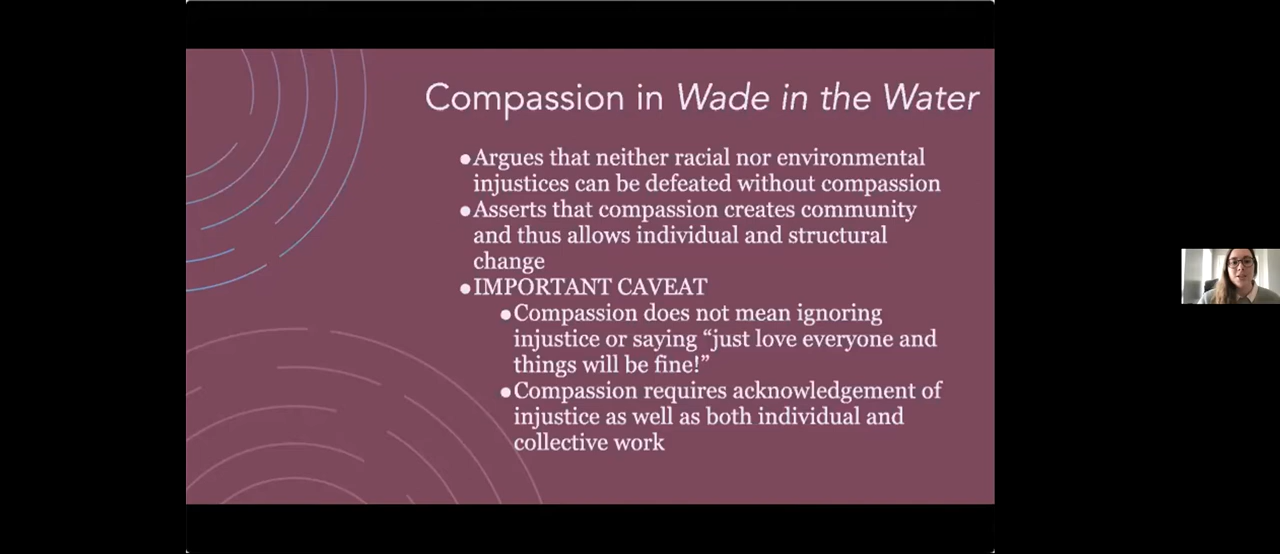 Compassion in Wade in the Water
●Argues that neither racial nor environmental
injustices can be defeated without compassion
●Asserts that compassion creates community
and thus allows individual and structural
change
●IMPORTANT CAVEAT
●Compassion does not mean ignoring
injustice or saying “just love everyone and
things will be fine!”
●Compassion requires acknowledgement of
injustice as well as both individual and
collective work